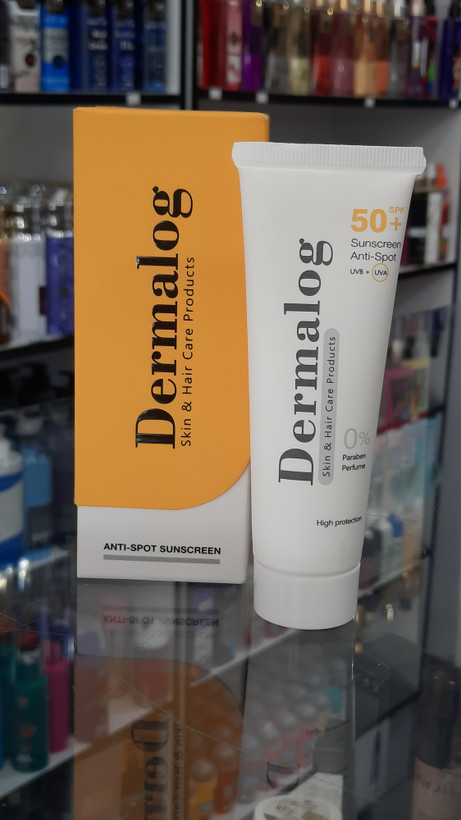 Dermalog
Skin & Hair Care Products
ANTI-SPOT SUNSCREEN
50+
SPF
Sunscreen
Anti-Spot
UVB + UVA
Dermalog
Skin & Hair Care Products
0%
Paraben
Perfume
High protection